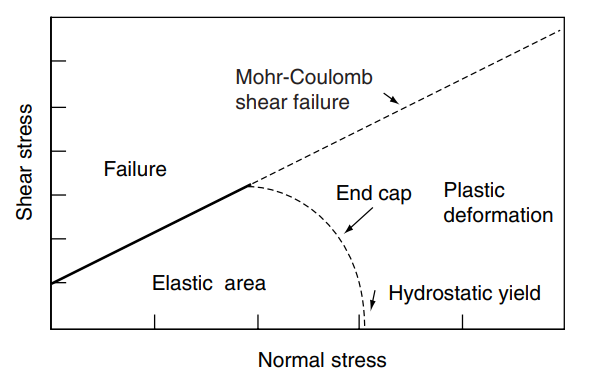 Mohr-Coulomb
shear failure
Failure
End cap
Plastic
deformation
Elastic area
Hydrostatic yield
Shear stress
Normal stress